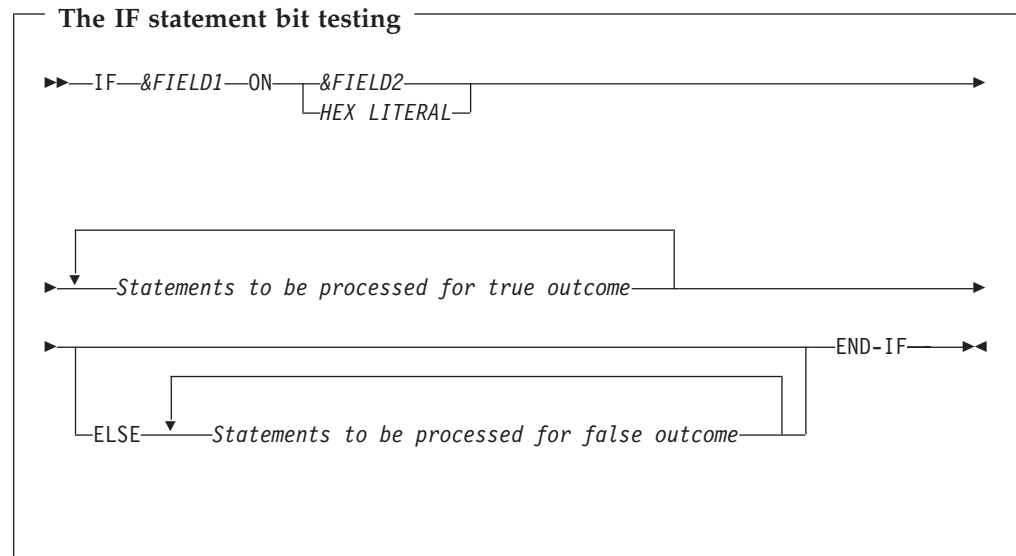 The IF statement bit testing
IF &FIELD1 ON &FIELD2
HEX LITERAL
Statements to be processed for true outcome
END-IF
ELSE Statements to be processed for false outcome